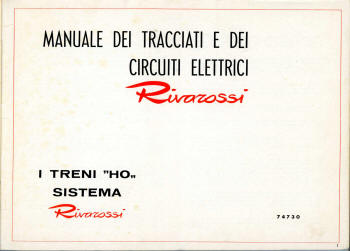 MANUALE DEI TRACCIATI E DEI
CIRCUITI ELETTRICI
Rivarossi
I TRENI "HO„
SISTEMA
Rivarossi
74730